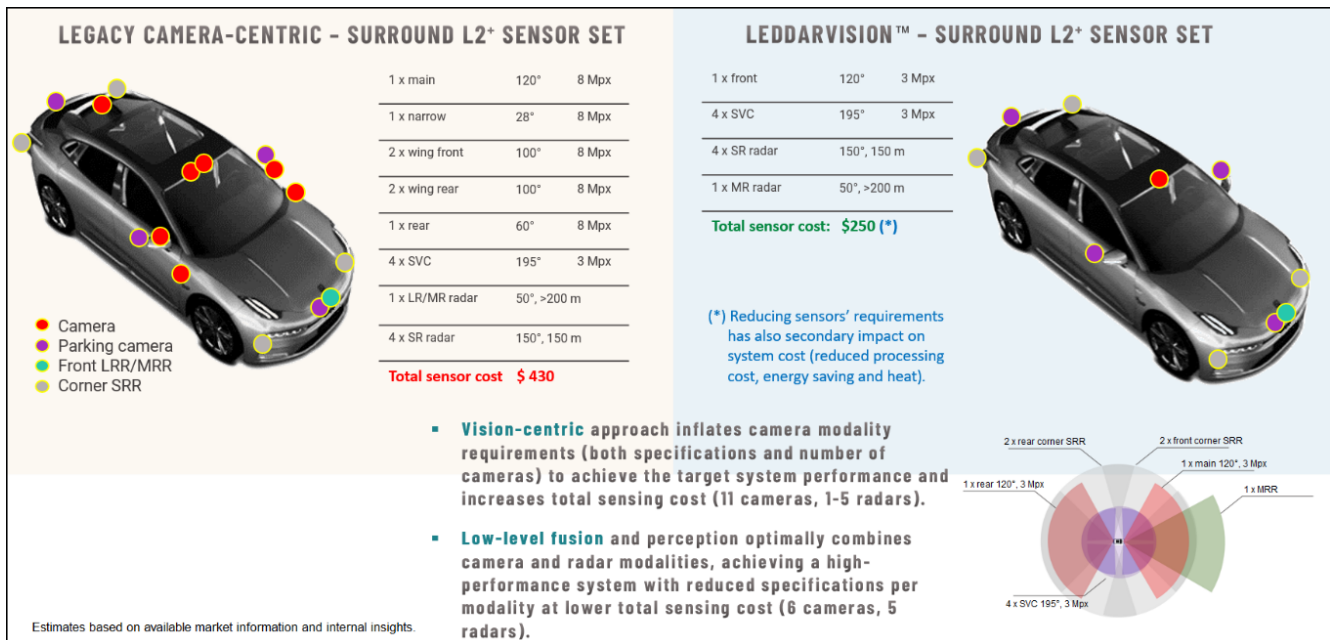 LEGACY CAMERA-CENTRIC – SURROUND L2⁺ SENSOR SET
1 x main 120° 8 Mpx
1 x narrow 28° 8 Mpx
2 x wing front 100° 8 Mpx
2 x wing rear 100° 8 Mpx
1 x rear 60° 8 Mpx
4 x SVC 195° 3 Mpx
1 x LR/MR radar 50°, >200 m
4 x SR radar 150°, 150 m
Total sensor cost $ 430
Camera
Parking camera
Front LRR/MRR
Corner SRR
LEDDARVISION™ – SURROUND L2⁺ SENSOR SET
1 x front 120° 3 Mpx
4 x SVC 195° 3 Mpx
4 x SR radar 150°, 150 m
1 x MR radar 50°, >200 m
Total sensor cost: $250 (*)
(*) Reducing sensors’ requirements
has also secondary impact on
system cost (reduced processing
cost, energy saving and heat).
▪ Vision-centric approach inflates camera modality
requirements (both specifications and number of
cameras) to achieve the target system performance and
increases total sensing cost (11 cameras, 1-5 radars).
▪ Low-level fusion and perception optimally combines
camera and radar modalities, achieving a high-
performance system with reduced specifications per
modality at lower total sensing cost (6 cameras, 5
radars).
2 x rear corner SRR
2 x front corner SRR
1 x main 120°, 3 Mpx
1 x rear 120°, 3 Mpx
1 x MRR
4 x SVC 195°, 3 Mpx
Estimates based on available market information and internal insights.